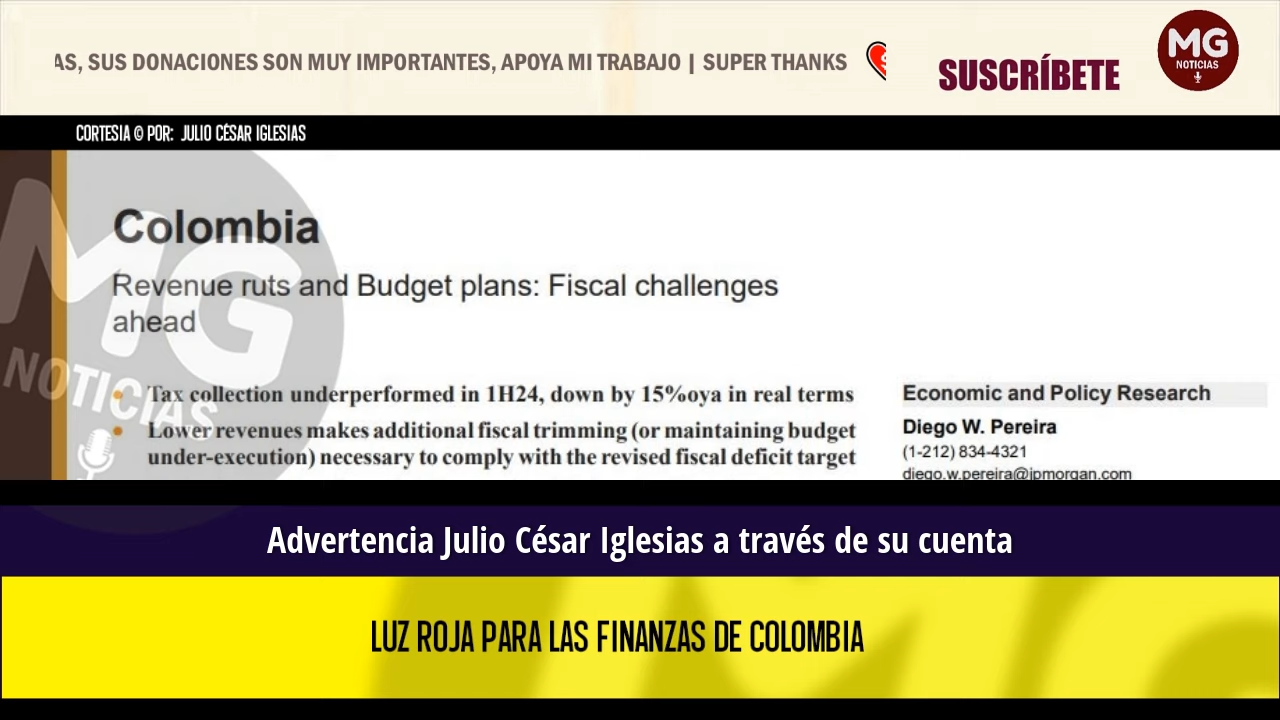 AS, SUS DONACIONES SON MUY IMPORTANTES, APOYA MI TRABAJO | SUPER THANKS
SUSCRÍBETE
MG
NOTICIAS
CORTESIA © POR: JULIO CÉSAR IGLESIAS
Colombia
Revenue ruts and Budget plans: Fiscal challenges
ahead
MG
NOTICIAS
• Tax collection underperformed in 1H24, down by 15%oya in real terms
• Lower revenues makes additional fiscal trimming (or maintaining budget
under-execution) necessary to comply with the revised fiscal deficit target
Economic and Policy Research
Diego W. Pereira
(1-212) 834-4321
diego.w.pereira@jpmorgan.com
Advertencia Julio César Iglesias a través de su cuenta
LUZ ROJA PARA LAS FINANZAS DE COLOMBIA